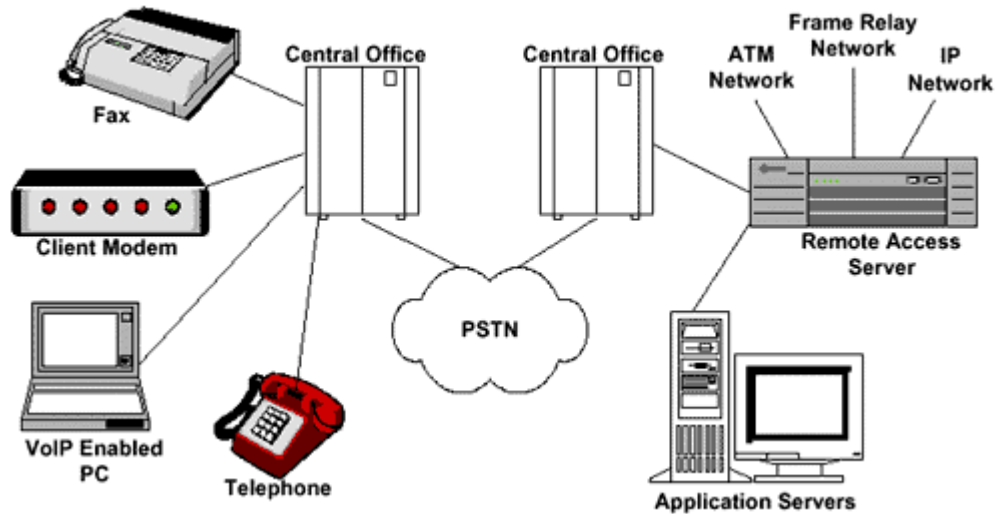 Fax
Central Office
Central Office
Frame Relay
Network
ATM
Network
IP
Network
Client Modem
Remote Access
Server
PSTN
VoIP Enabled
PC
Telephone
Application Servers